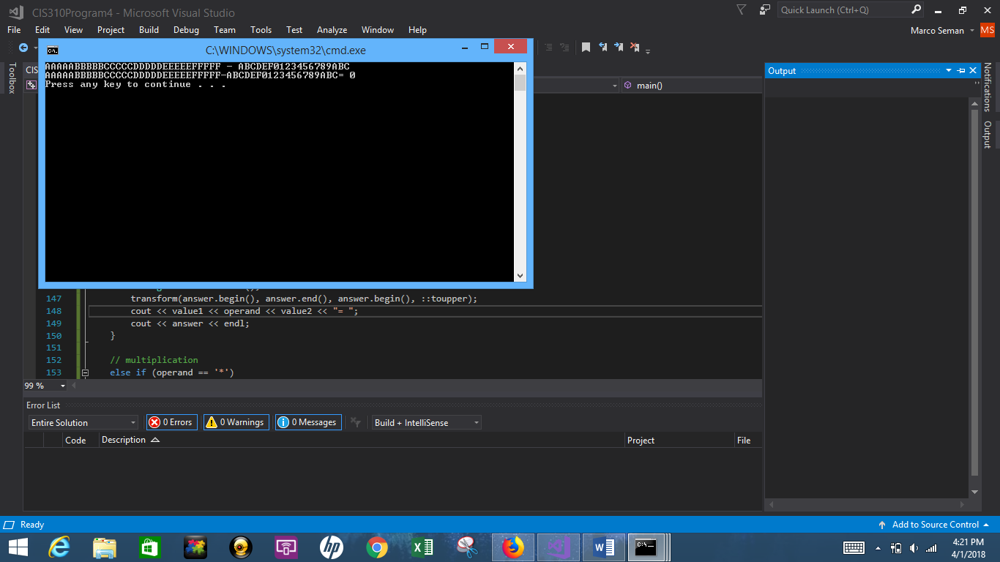 CIS310Program4 - Microsoft Visual Studio
Quick Launch (Ctrl+Q)
File Edit View Project Build Debug Team Tools Test Analyze Window Help
Marco Seman MS
C:\WINDOWS\system32\cmd.exe
AAAAABBBBBCCCCCDDDDDEEEEEFFFFF - ABCDEF0123456789ABC
AAAAABBBBBCCCCCDDDDDEEEEEFFFFF-ABCDEF0123456789ABC= 0
Press any key to continue . . .
Toolbox
CIS
main()
Output
Notifications
Output
147 transform(answer.begin(), answer.end(), answer.begin(), ::toupper);
148 cout << value1 << operand << value2 << "= ";
149 cout << answer << endl;
150 }
151
152 // multiplication
153 else if (operand == '*')
99 %
Error List
Entire Solution 0 Errors 0 Warnings 0 Messages Build + IntelliSense
Code Description Project File
Ready
Add to Source Control
4:21 PM
4/1/2018